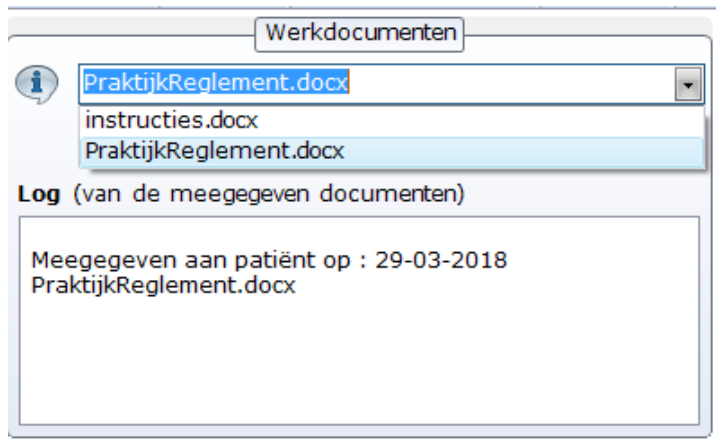 Werkdocumenten
PraktijkReglement.docx
instructies.docx
PraktijkReglement.docx
Log (van de meegegeven documenten)
Meegegeven aan patiënt op : 29-03-2018
PraktijkReglement.docx